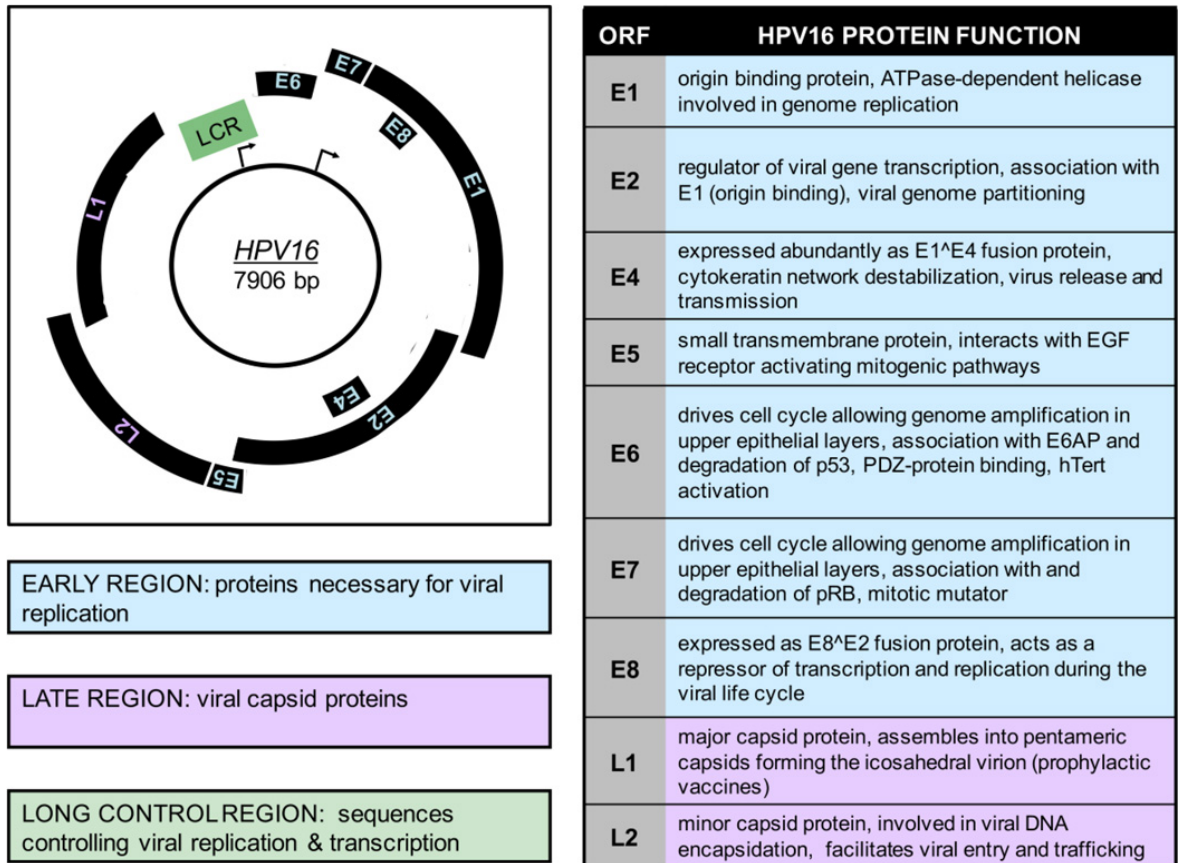 E7
E6
LCR
E8
E1
L1
HPV16
7906 bp
E4
E2
L2
E5
EARLY REGION: proteins necessary for viral
replication
LATE REGION: viral capsid proteins
LONG CONTROL REGION: sequences
controlling viral replication & transcription
ORF HPV16 PROTEIN FUNCTION
E1
origin binding protein, ATPase-dependent helicase
involved in genome replication
E2
regulator of viral gene transcription, association with
E1 (origin binding), viral genome partitioning
E4
expressed abundantly as E1^E4 fusion protein,
cytokeratin network destabilization, virus release and
transmission
E5
small transmembrane protein, interacts with EGF
receptor activating mitogenic pathways
E6
drives cell cycle allowing genome amplification in
upper epithelial layers, association with E6AP and
degradation of p53, PDZ-protein binding, hTert
activation
E7
drives cell cycle allowing genome amplification in
upper epithelial layers, association with and
degradation of pRB, mitotic mutator
E8
expressed as E8^E2 fusion protein, acts as a
repressor of transcription and replication during the
viral life cycle
L1
major capsid protein, assembles into pentameric
capsids forming the icosahedral virion (prophylactic
vaccines)
L2
minor capsid protein, involved in viral DNA
encapsidation, facilitates viral entry and trafficking